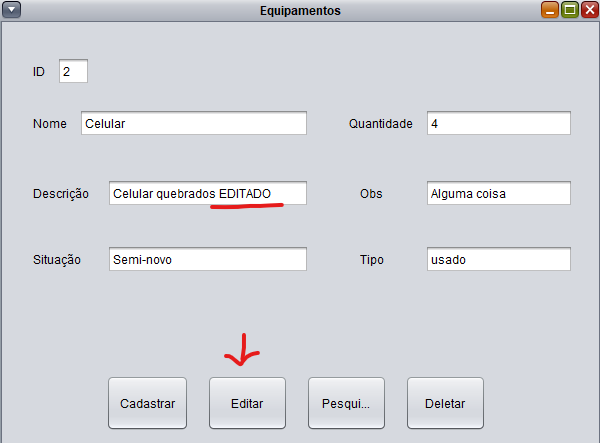 Equipamentos
ID 2
Nome Celular Quantidade 4
Descrição Celular quebrados EDITADO Obs Alguma coisa
Situação Semi-novo Tipo usado
Cadastrar Editar Pesqui... Deletar